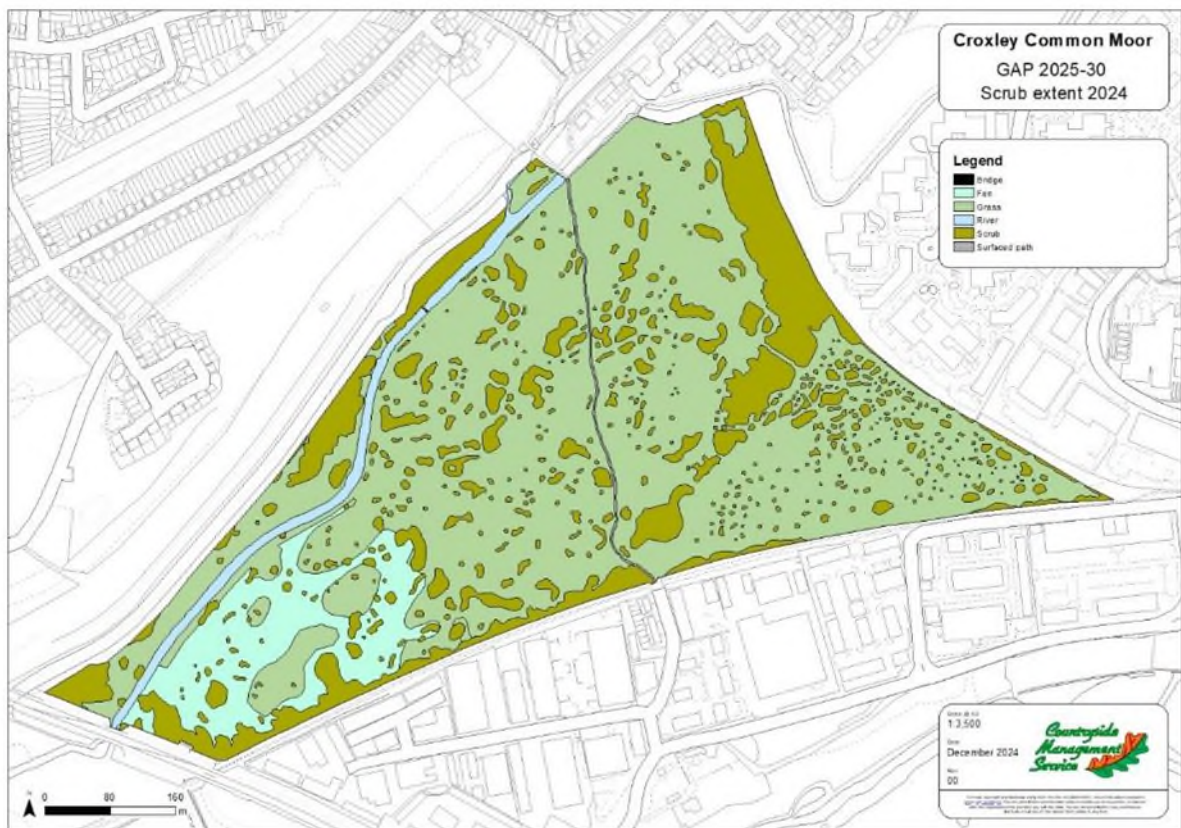 Croxley Common Moor
GAP 2025-30
Scrub extent 2024
Legend
Bridge
Fen
Grass
River
Scrub
Surfaced path
1:3,500
December 2024
00
Countryside
Management
Service
N
0 80 160
m